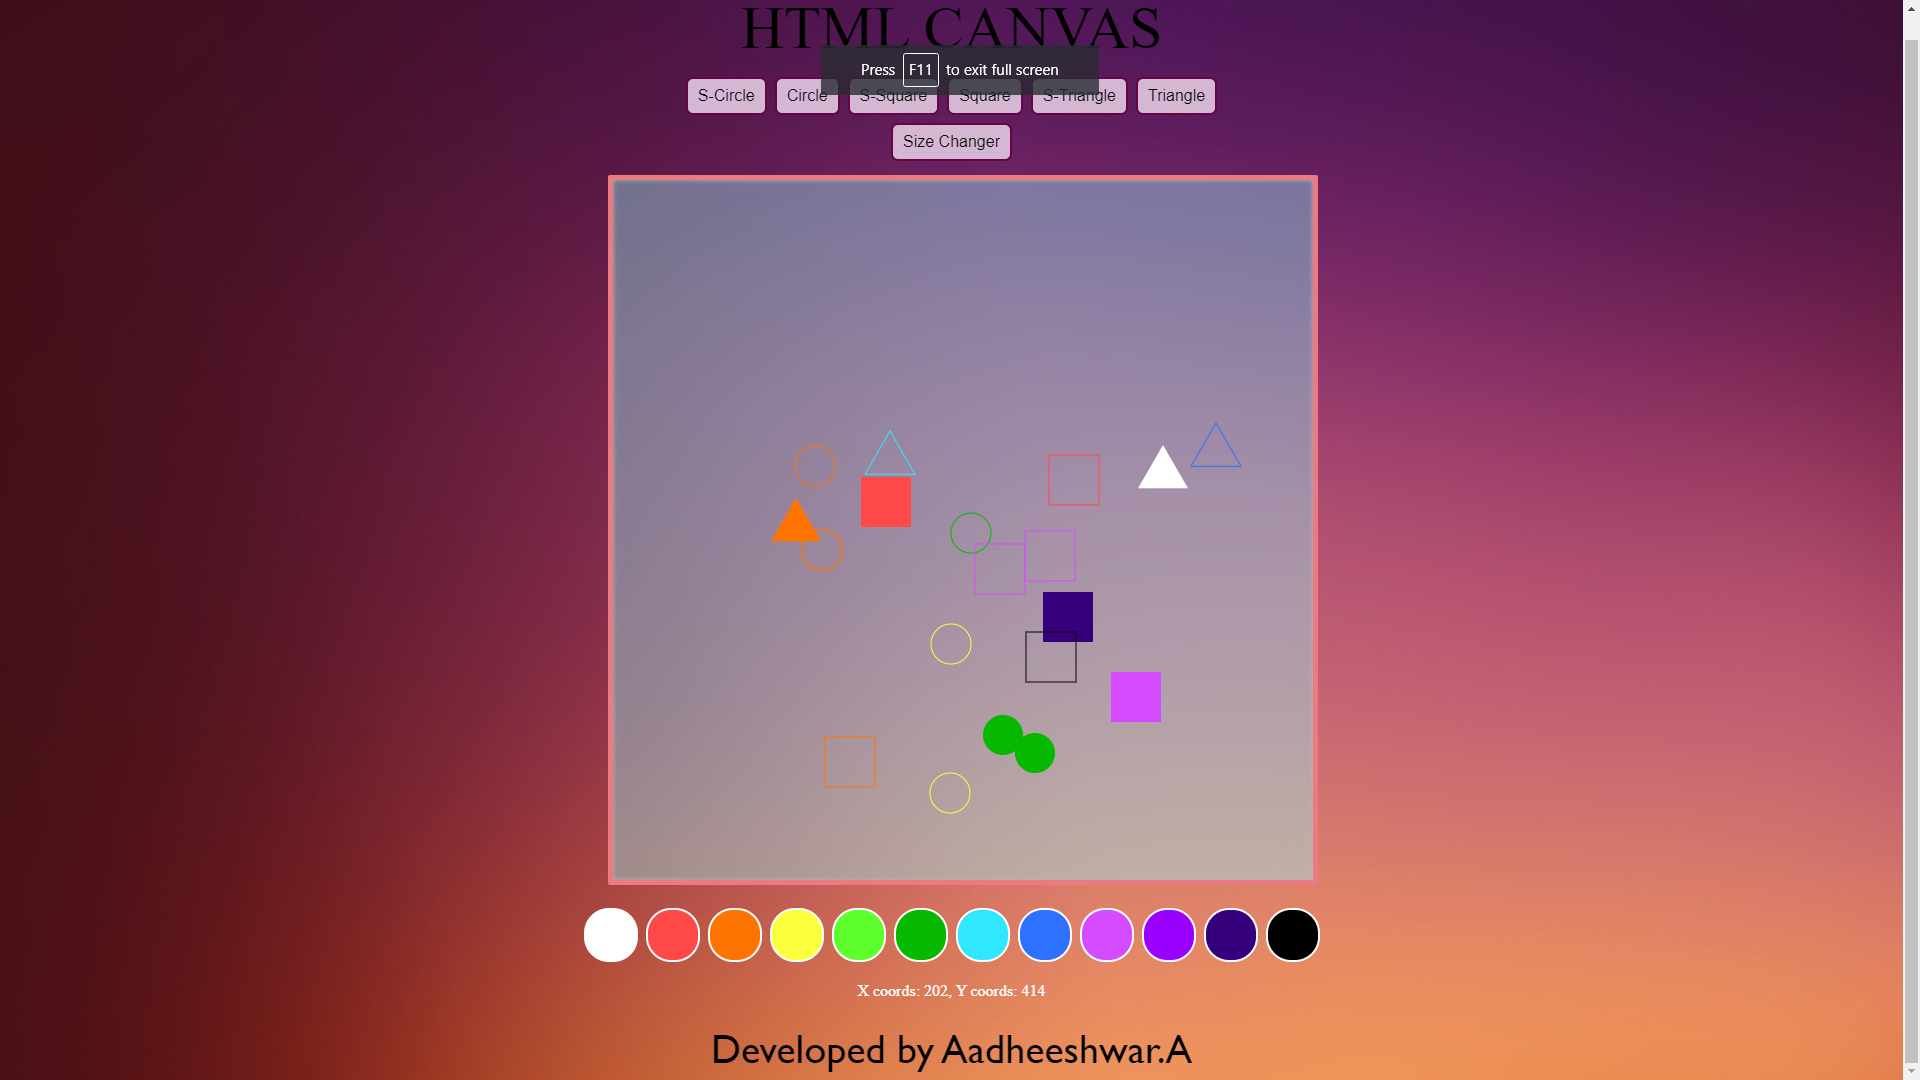 HTML CANVAS
Press F11 to exit full screen
S-Circle Circle S-Square Square S-Triangle Triangle
Size Changer
X coords: 202, Y coords: 414
Developed by Aadheeshwar.A